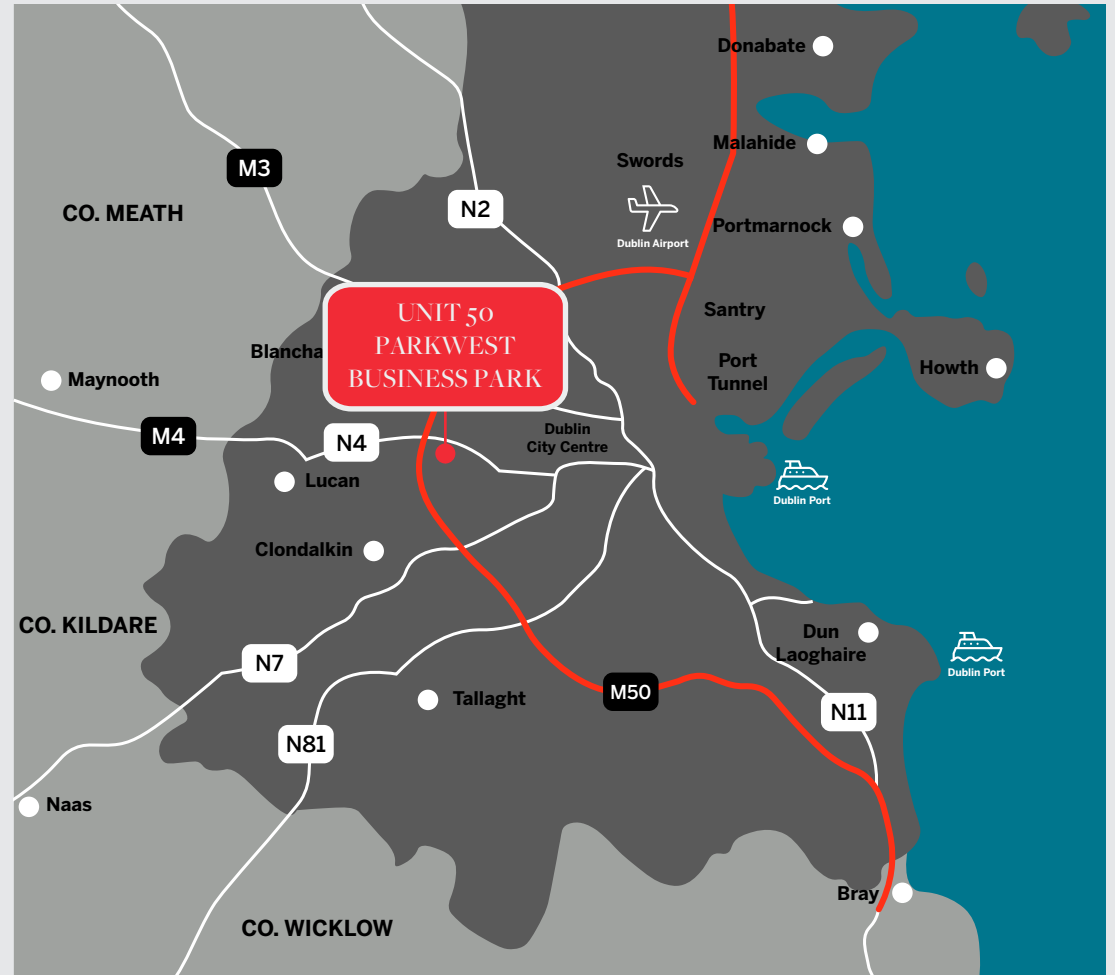 Donabate
Malahide
Swords
M3
N2
CO. MEATH
Portmarnock
Dublin Airport
UNIT 50
PARKWEST
BUSINESS PARK
Santry
Blancha
Port
Tunnel
Howth
Maynooth
M4
N4
Dublin
City Centre
Lucan
Dublin Port
Clondalkin
CO. KILDARE
Dun
Laoghaire
N7
Dublin Port
M50
Tallaght
N11
N81
Naas
Bray
CO. WICKLOW